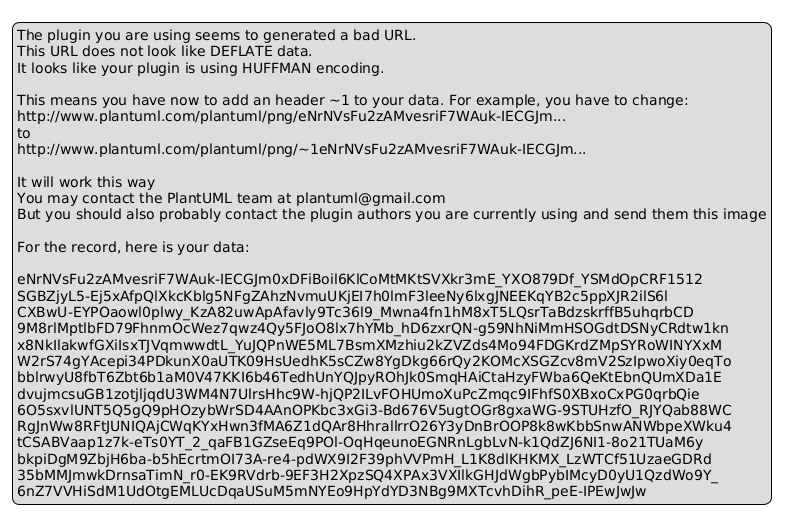 The plugin you are using seems to generated a bad URL.
This URL does not look like DEFLATE data.
It looks like your plugin is using HUFFMAN encoding.
This means you have now to add an header ~1 to your data. For example, you have to change:
http://www.plantuml.com/plantuml/png/eNrNVsFu2zAMvesriF7WAuk-IECGJm...
to
http://www.plantuml.com/plantuml/png/~1eNrNVsFu2zAMvesriF7WAuk-IECGJm...
It will work this way
You may contact the PlantUML team at plantuml@gmail.com
But you should also probably contact the plugin authors you are currently using and send them this image
For the record, here is your data:
eNrNVsFu2zAMvesriF7WAuk-IECGJm0xDFiBoil6KlCoMtMKtSVXkr3mE_YXO879Df_YSMdOpCRF1512
SGBZjyL5-Ej5xAfpQlXkcKblg5NFgZAhzNvmuUKjEI7h0lmF3leeNy6lxgJNEEKqYB2c5ppXJR2ilS6l
CXBwU-EYPOaowl0plwy_KzA82uwApAfavly9Tc36l9_Mwna4fn1hM8xT5LQsrTaBdzskrffB5uhqrbCD
9M8rlMptlbFD79FhnmOcWez7qwz4Qy5FJoO8lx7hYMb_hD6zxrQN-g59NhNiMmHSOGdtDSNyCRdtw1kn
x8NkIlakwfGXiIsxTJVqmwwdtL_YuJQPnWE5ML7BsmXMzhiu2kZVZds4Mo94FDGKrdZMpSYRoWINYXxM
W2rS74gYAcepi34PDkunX0aUTK09HsUedhK5sCZw8YgDkg66rQy2KOMcXSGZcv8mV2SzIpwoXiy0eqTo
bblrwyU8fbT6Zbt6b1aM0V47KKI6b46TedhUnYQJpyROhJk0SmqHAiCtaHzyFWba6QeKtEbnQUmXDa1E
dvujmcsuGB1zotjIjqdU3WM4N7UlrsHhc9W-hjQP2ILvFOHUmoXuPcZmqc9IFhfS0XBxoCxPG0qrbQie
6O5sxvlUNT5Q5gQ9pHOzybWrSD4AAnOPKbc3xGi3-Bd676V5ugtOGr8gxaWG-9STUHzfO_RJYQab88WC
RgJnWw8RFtJUNIQAjCWqKYxHwn3fMA6Z1dQAr8HhraIlrrO26Y3yDnBrOOP8k8wKbbSnwANWbpeXWku4
tCSABVaap1z7k-eTs0YT_2_qaFB1GZseEq9POl-OqHqeunoEGNRnLgbLvN-k1QdZJ6NI1-8o21TUaM6y
bkpiDgM9ZbjH6ba-b5hEcrtmOI73A-re4-pdWX9I2F39phVVPmH_L1K8dlKHKMX_LzWTCf51UzaeGDRd
35bMMJmwkDrnsaTimN_r0-EK9RVdrb-9EF3H2XpzSQ4XPAx3VXIlkGHJdWgbPybIMcyD0yU1QzdWo9Y_
6nZ7VVHiSdM1UdOtgEMLUcDqaUSuM5mNYEo9HpYdYD3NBg9MXTcvhDihR_peE-IPEwJwJw